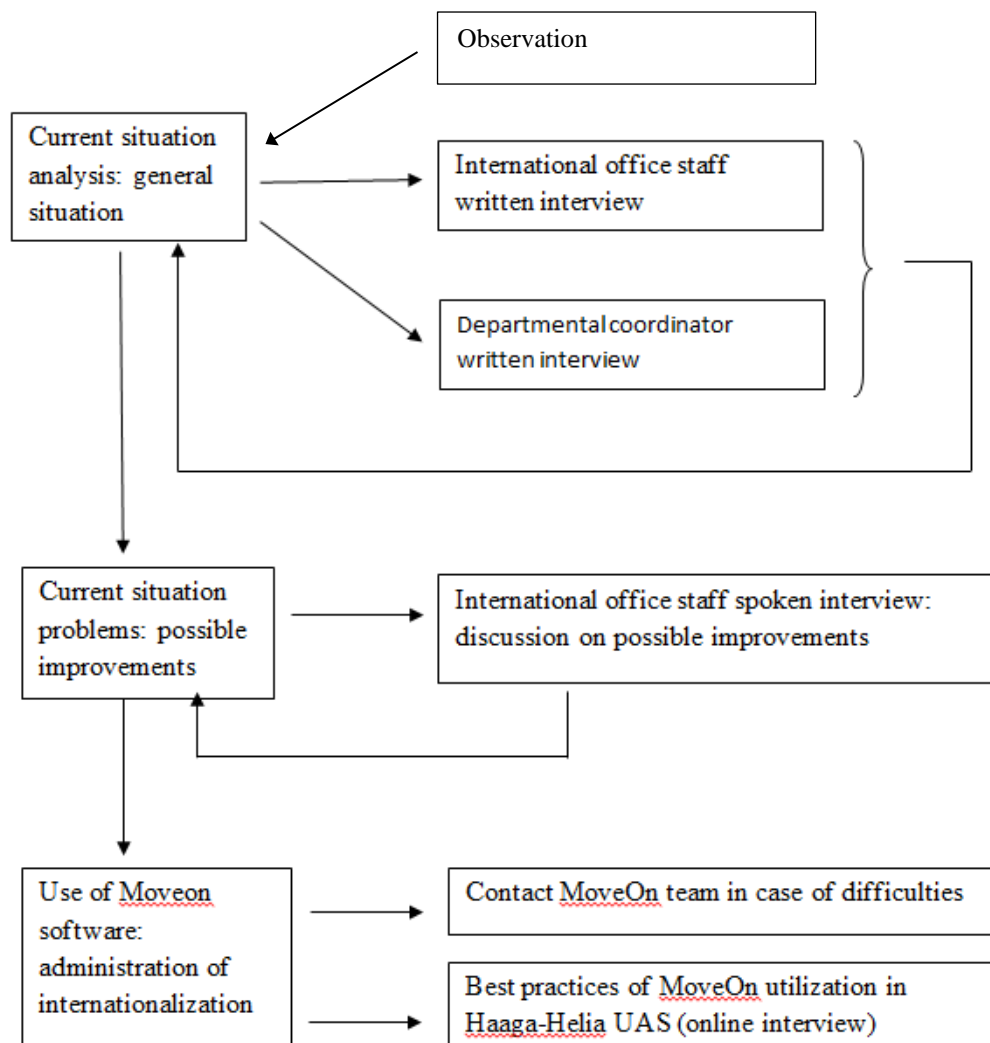 Observation
Current situation
analysis: general
situation
International office staff
written interview
Departmental coordinator
written interview
Current situation
problems: possible
improvements
International office staff spoken interview:
discussion on possible improvements
Use of Moveon
software:
administration of
internationalization
Contact MoveOn team in case of difficulties
Best practices of MoveOn utilization in
Haaga-Helia UAS (online interview)